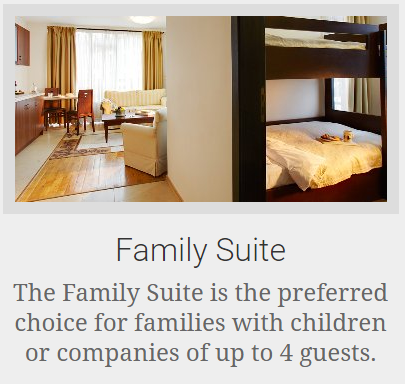 Family Suite
The Family Suite is the preferred
choice for families with children
or companies of up to 4 guests.